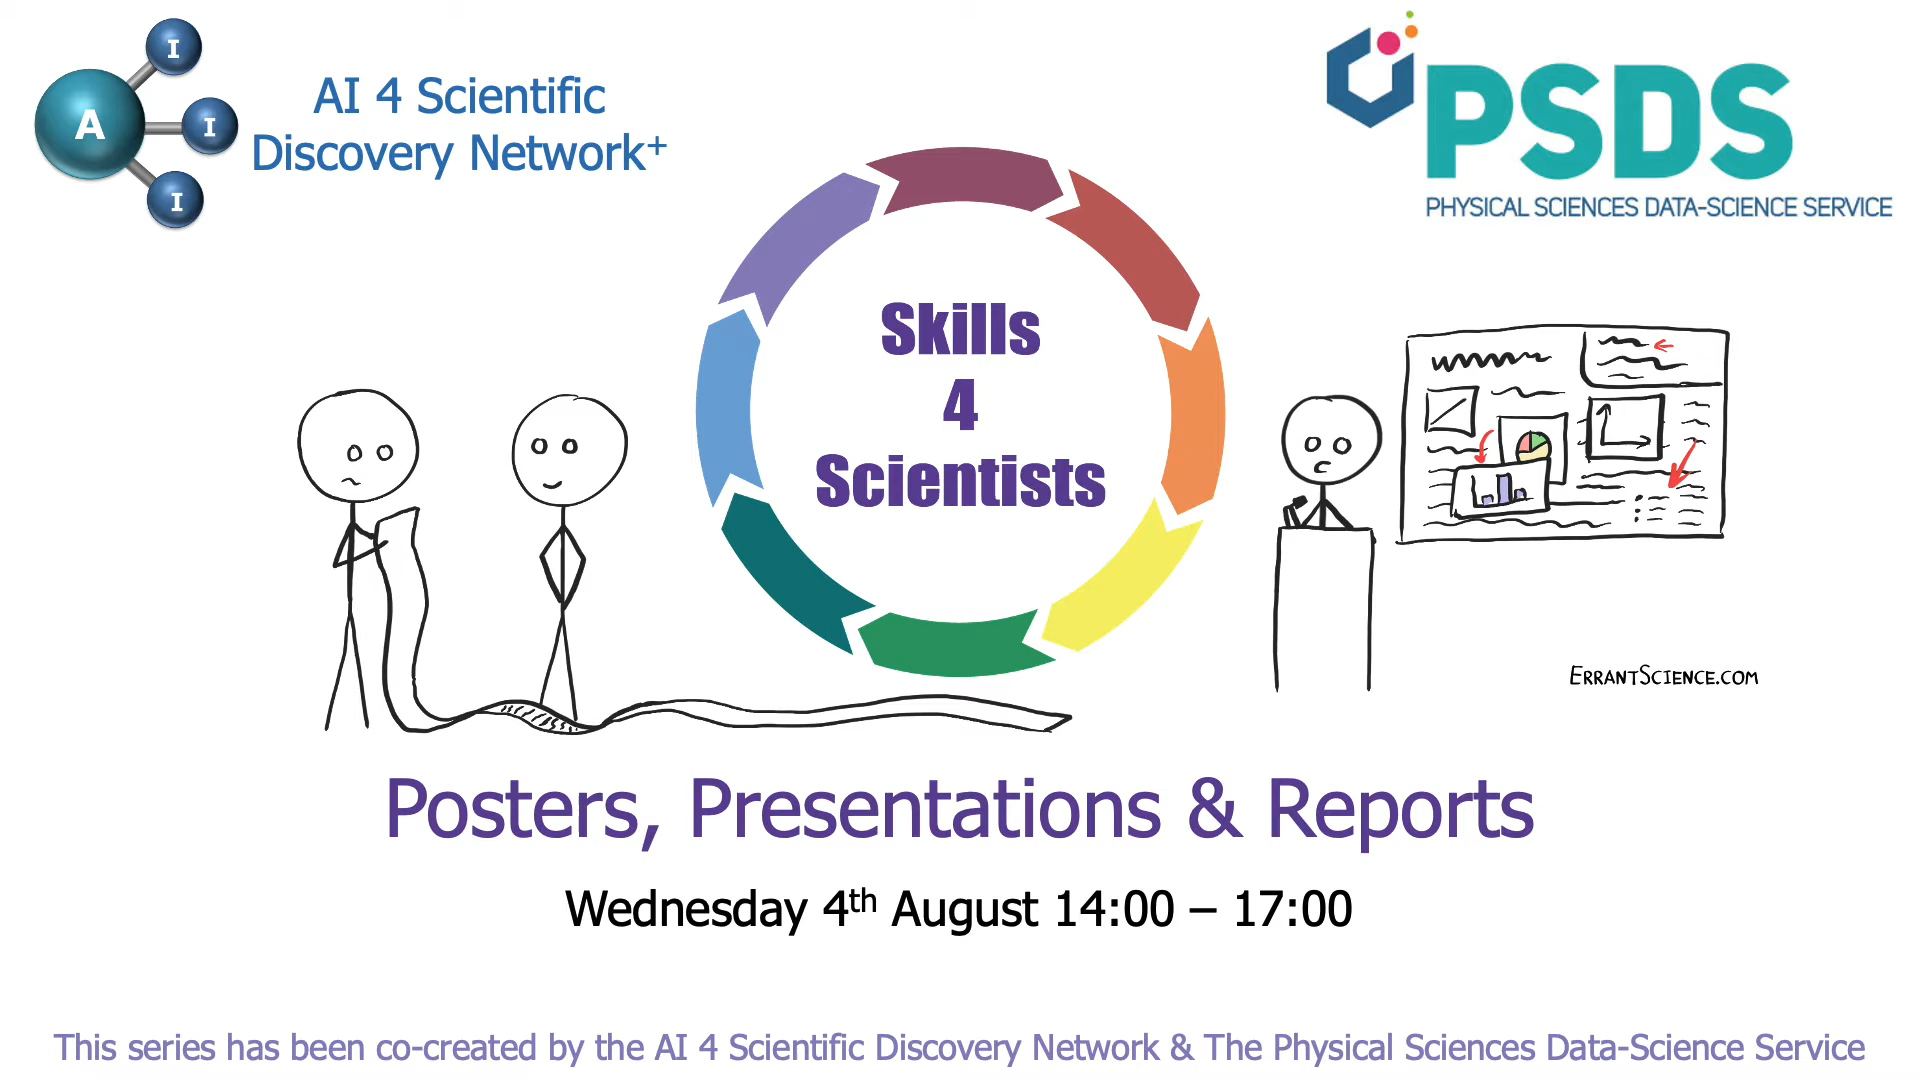 A
I
I
I
AI 4 Scientific
Discovery Network+
PSDS
PHYSICAL SCIENCES DATA-SCIENCE SERVICE
Skills
4
Scientists
ERRANTSCIENCE.COM
Posters, Presentations & Reports
Wednesday 4th August 14:00 – 17:00
This series has been co-created by the AI 4 Scientific Discovery Network & The Physical Sciences Data-Science Service